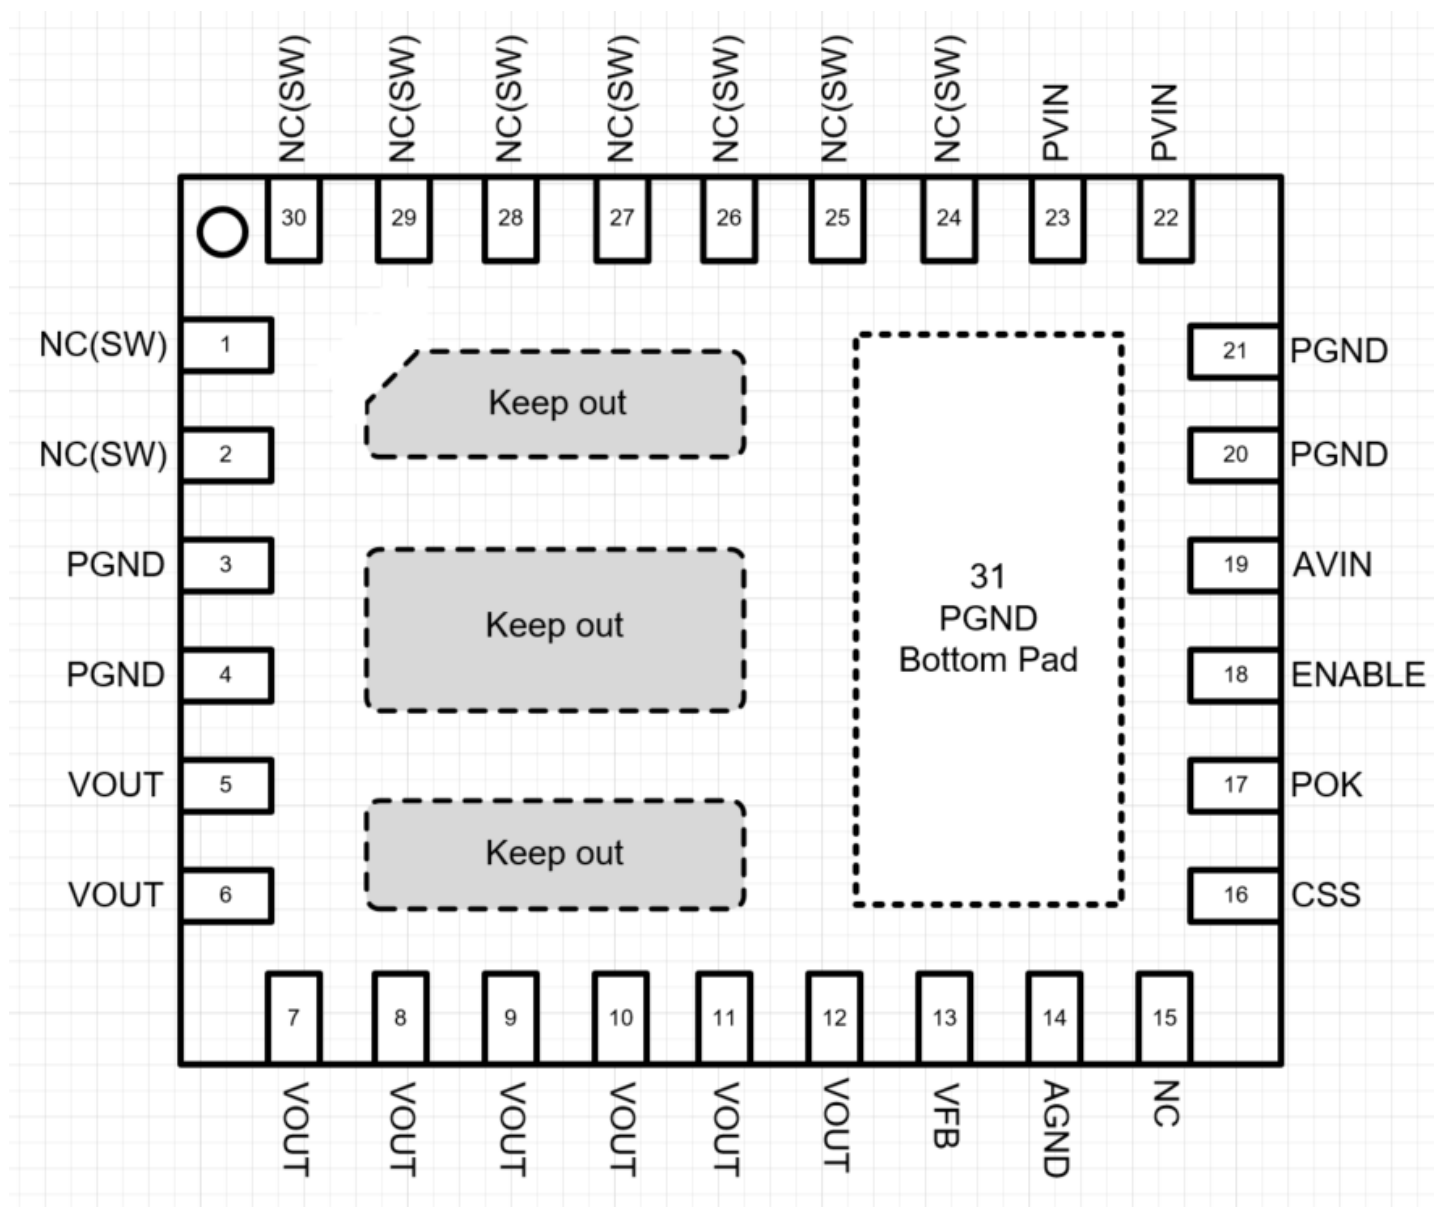 NC(SW)
NC(SW)
NC(SW)
NC(SW)
NC(SW)
NC(SW)
NC(SW)
PVIN
PVIN
30
29
28
27
26
25
24
23
22
NC(SW)
1
Keep out
21
PGND
NC(SW)
2
20
PGND
PGND
3
Keep out
31
PGND
Bottom Pad
19
AVIN
PGND
4
18
ENABLE
VOUT
5
Keep out
17
POK
VOUT
6
16
CSS
7
8
9
10
11
12
13
14
15
VOUT
VOUT
VOUT
VOUT
VOUT
VOUT
VFB
AGND
NC